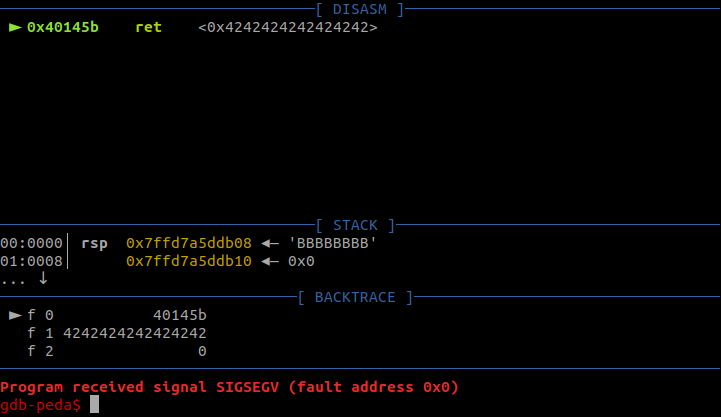 [ DISASM ]
► 0x40145b ret <0x4242424242424242>
[ STACK ]
00:0000│ rsp 0x7ffd7a5ddb08 ◄— 'BBBBBBBB'
01:0008│ 0x7ffd7a5ddb10 ◄— 0x0
... ↓
[ BACKTRACE ]
► f 0 40145b
f 1 4242424242424242
f 2 0
Program received signal SIGSEGV (fault address 0x0)
gdb-peda$